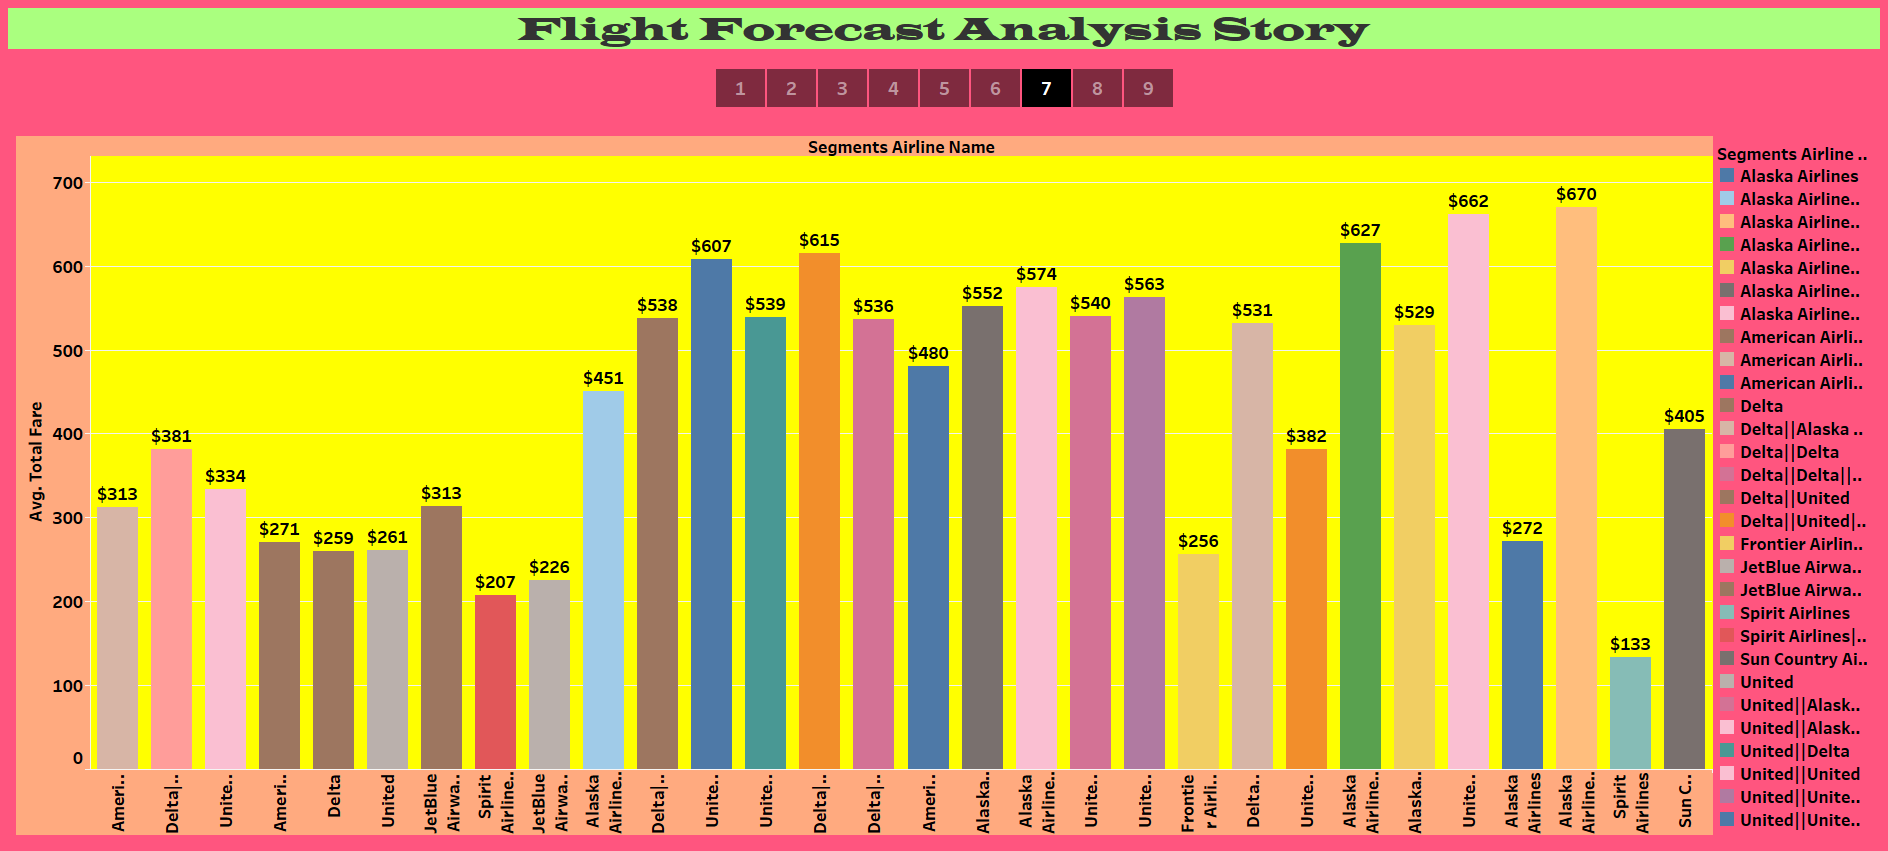 Flight Forecast Analysis Story
1 2 3 4 5 6 7 8 9
Segments Airline Name
Avg. Total Fare
700
600
500
400
300
200
100
0
$313
$381
$334
$271
$259
$261
$313
$207
$226
$451
$538
$607
$539
$615
$536
$480
$552
$574
$540
$563
$256
$531
$382
$627
$529
$662
$272
$670
$133
$405
Ameri..
Delta|..
Unite..
Ameri..
Delta
United
JetBlue
Airwa..
Spirit
Airline..
JetBlue
Airwa..
Alaska
Airline..
Delta|..
Unite..
Unite..
Delta|..
Delta|..
Ameri..
Alaska..
Alaska
Airline..
Unite..
Unite..
Frontie
r Airli..
Delta..
Unite..
Alaska
Airline..
Alaska..
Unite..
Alaska
Airlines
Alaska
Airline..
Spirit
Airlines
Sun C..
Segments Airline ..
Alaska Airlines
Alaska Airline..
Alaska Airline..
Alaska Airline..
Alaska Airline..
Alaska Airline..
Alaska Airline..
American Airli..
American Airli..
American Airli..
Delta
Delta||Alaska ..
Delta||Delta
Delta||Delta||..
Delta||United
Delta||United|..
Frontier Airlin..
JetBlue Airwa..
JetBlue Airwa..
Spirit Airlines
Spirit Airlines|..
Sun Country Ai..
United
United||Alask..
United||Alask..
United||Delta
United||United
United||Unite..
United||Unite..